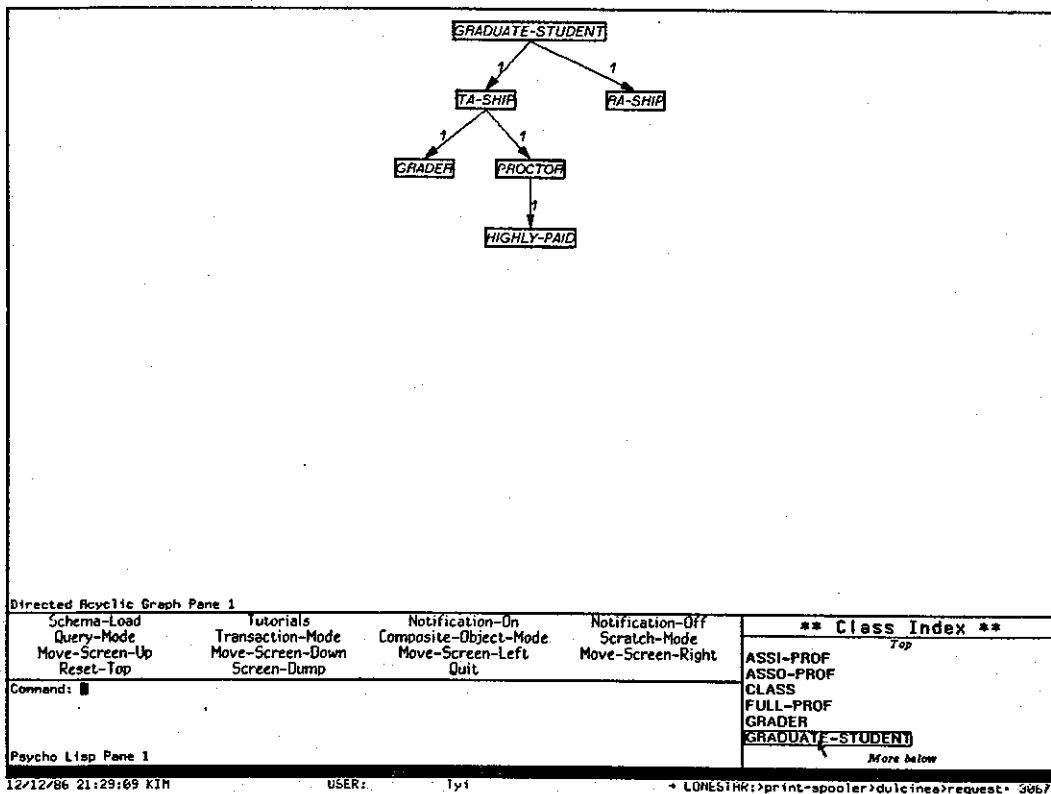 GRADUATE-STUDENT
1 1
TA-SHIP RA-SHIP
1 1
GRADER PROCTOR
1
HIGHLY-PAID
Directed Acyclic Graph Pane 1
Schema-Load Tutorials Notification-On Notification-Off
Query-Mode Transaction-Mode Composite-Object-Mode Scratch-Mode
Move-Screen-Up Move-Screen-Down Move-Screen-Left Move-Screen-Right
Reset-Top Screen-Dump Quit
Command:
Psycho Lisp Pane 1
** Class Index **
Top
ASSI-PROF
ASSO-PROF
CLASS
FULL-PROF
GRADER
GRADUATE-STUDENT
More below
12/12/86 21:29:09 KIM USER: Tyi → LONESTAR:>print-spooler>dulcinea>request• 3067